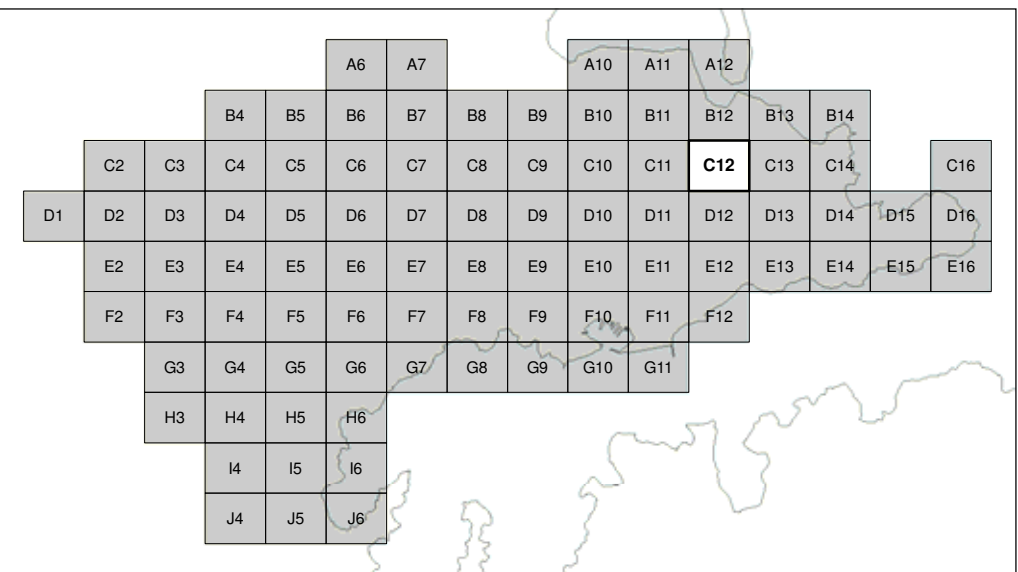 A6 A7 A10 A11 A12
B4 B5 B6 B7 B8 B9 B10 B11 B12 B13 B14
C2 C3 C4 C5 C6 C7 C8 C9 C10 C11 C12 C13 C14 C16
D1 D2 D3 D4 D5 D6 D7 D8 D9 D10 D11 D12 D13 D14 D15 D16
E2 E3 E4 E5 E6 E7 E8 E9 E10 E11 E12 E13 E14 E15 E16
F2 F3 F4 F5 F6 F7 F8 F9 F10 F11 F12
G3 G4 G5 G6 G7 G8 G9 G10 G11
H3 H4 H5 H6
I4 I5 I6
J4 J5 J6